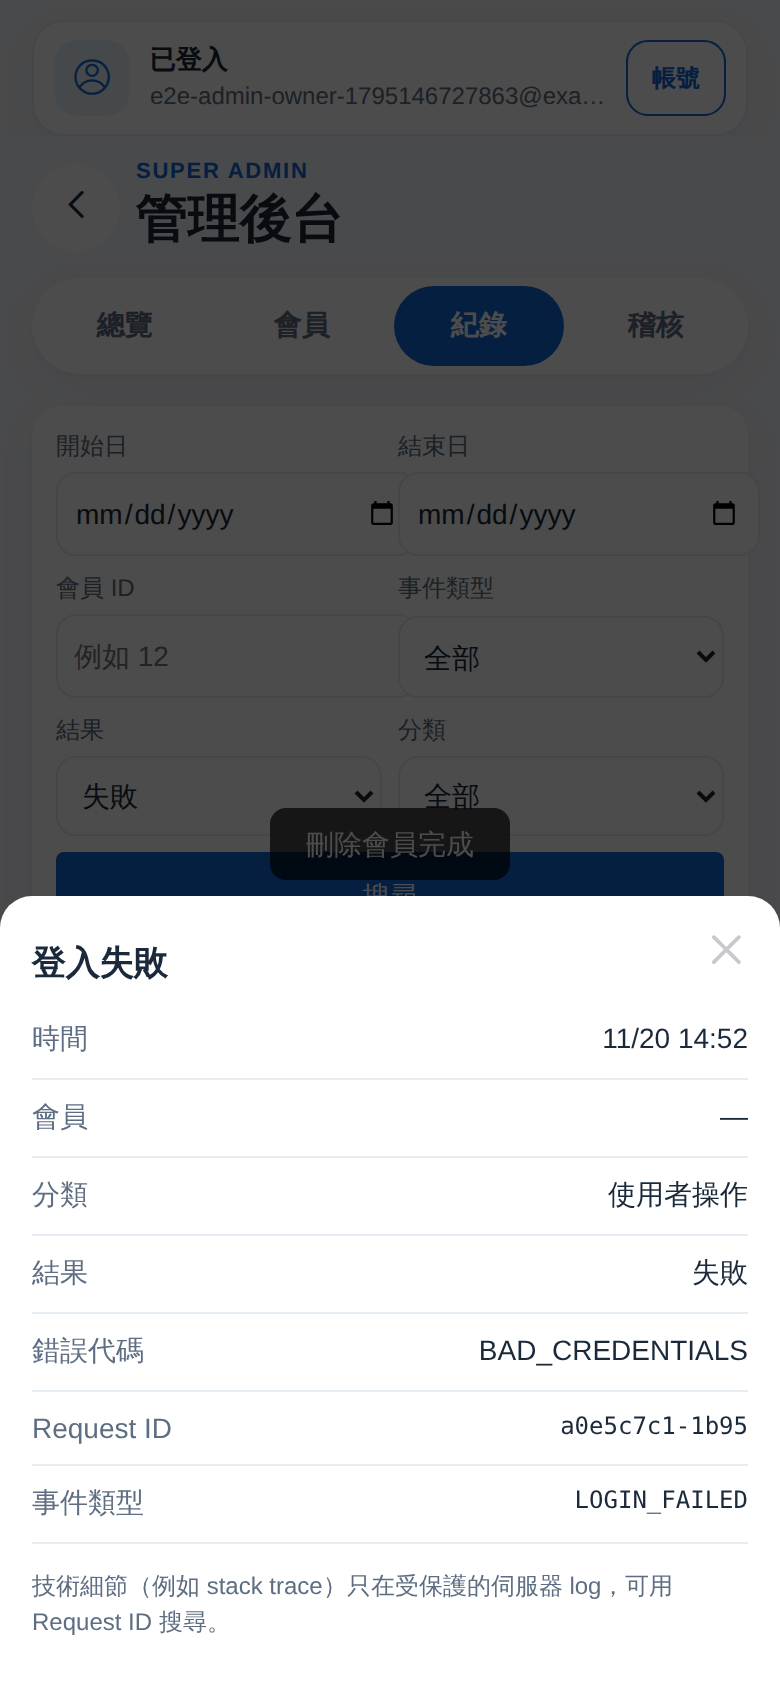 已登入
e2e-admin-owner-1795146727863@exa…
帳號
SUPER ADMIN
管理後台
總覽
會員
紀錄
稽核
開始日
結束日
mm/dd/yyyy
mm/dd/yyyy
會員 ID
事件類型
例如 12
全部
結果
分類
失敗
全部
刪除會員完成
搜尋
登入失敗
時間
11/20 14:52
會員
—
分類
使用者操作
結果
失敗
錯誤代碼
BAD_CREDENTIALS
Request ID
a0e5c7c1-1b95
事件類型
LOGIN_FAILED
技術細節（例如 stack trace）只在受保護的伺服器 log，可用
Request ID 搜尋。